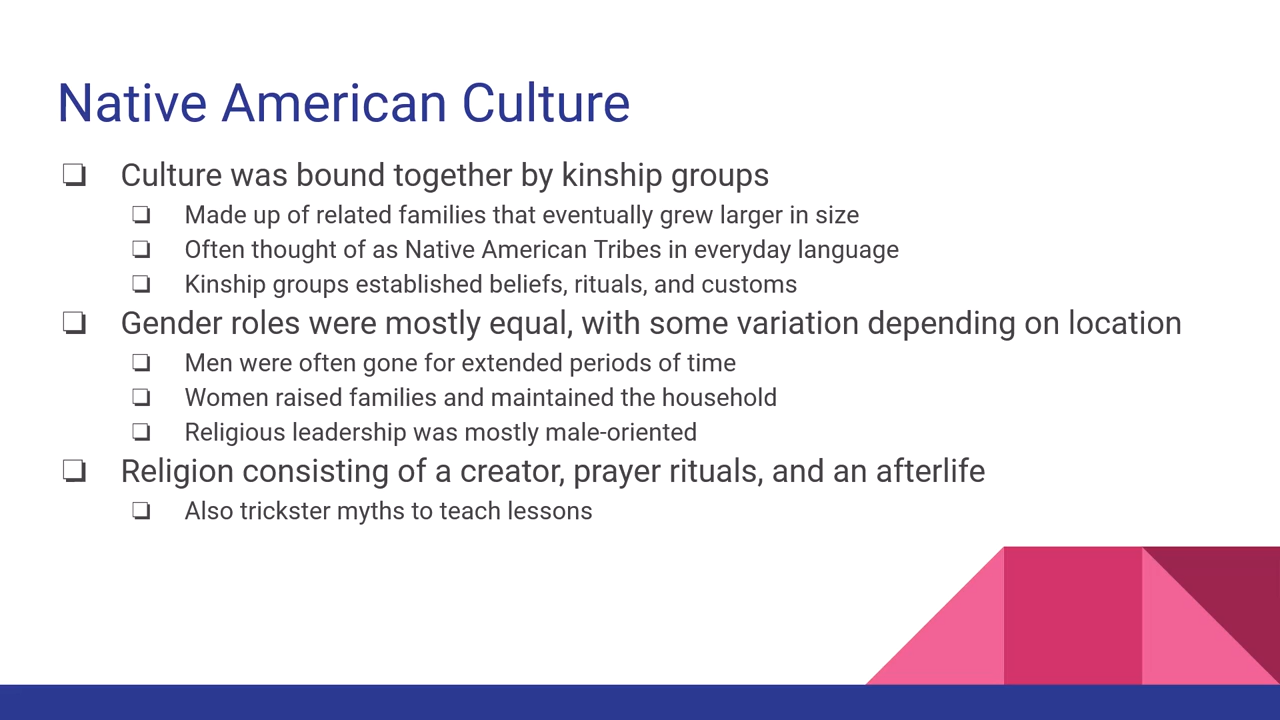 Native American Culture
❏ Culture was bound together by kinship groups
❏ Made up of related families that eventually grew larger in size
❏ Often thought of as Native American Tribes in everyday language
❏ Kinship groups established beliefs, rituals, and customs
❏ Gender roles were mostly equal, with some variation depending on location
❏ Men were often gone for extended periods of time
❏ Women raised families and maintained the household
❏ Religious leadership was mostly male-oriented
❏ Religion consisting of a creator, prayer rituals, and an afterlife
❏ Also trickster myths to teach lessons